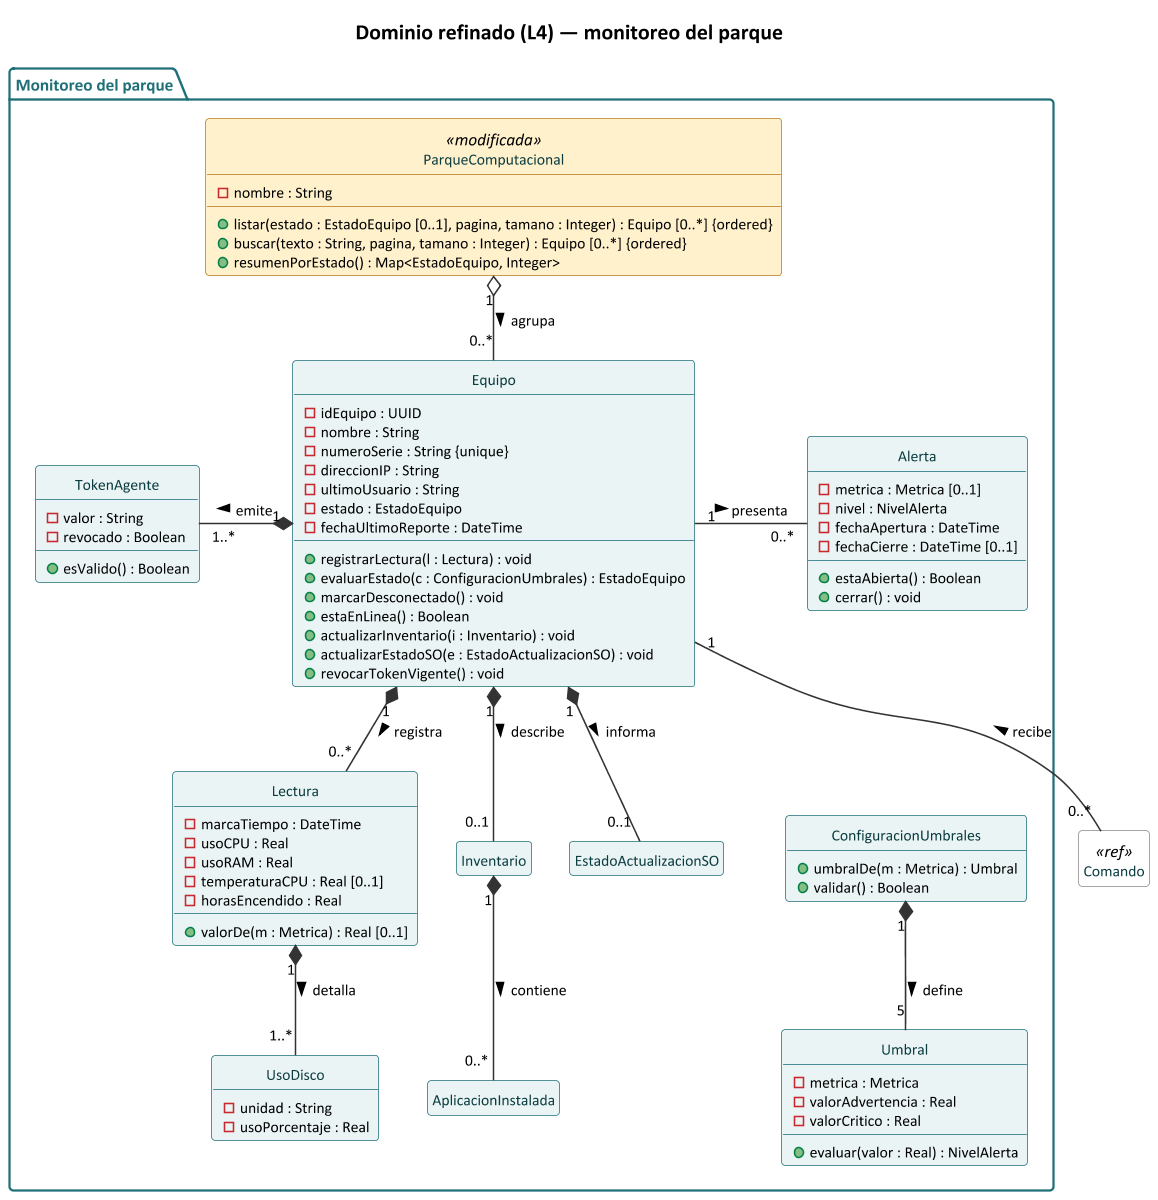 Dominio refinado (L4) — monitoreo del parque
Monitoreo del parque
«modificada»
ParqueComputacional
nombre : String
listar(estado : EstadoEquipo [0..1], pagina, tamano : Integer) : Equipo [0..*] {ordered}
buscar(texto : String, pagina, tamano : Integer) : Equipo [0..*] {ordered}
resumenPorEstado() : Map<EstadoEquipo, Integer>
1
agrupa
0..*
Equipo
idEquipo : UUID
nombre : String
numeroSerie : String {unique}
direccionIP : String
ultimoUsuario : String
estado : EstadoEquipo
fechaUltimoReporte : DateTime
registrarLectura(l : Lectura) : void
evaluarEstado(c : ConfiguracionUmbrales) : EstadoEquipo
marcarDesconectado() : void
estaEnLinea() : Boolean
actualizarInventario(i : Inventario) : void
actualizarEstadoSO(e : EstadoActualizacionSO) : void
revocarTokenVigente() : void
TokenAgente
valor : String
revocado : Boolean
esValido() : Boolean
emite
1
1..*
Alerta
metrica : Metrica [0..1]
nivel : NivelAlerta
fechaApertura : DateTime
fechaCierre : DateTime [0..1]
estaAbierta() : Boolean
cerrar() : void
1
presenta
0..*
1
recibe
0..*
«ref»
Comando
1
registra
0..*
1
describe
0..1
1
informa
0..1
Lectura
marcaTiempo : DateTime
usoCPU : Real
usoRAM : Real
temperaturaCPU : Real [0..1]
horasEncendido : Real
valorDe(m : Metrica) : Real [0..1]
Inventario
EstadoActualizacionSO
ConfiguracionUmbrales
umbralDe(m : Metrica) : Umbral
validar() : Boolean
1
detalla
1..*
1
contiene
0..*
1
define
5
UsoDisco
unidad : String
usoPorcentaje : Real
AplicacionInstalada
Umbral
metrica : Metrica
valorAdvertencia : Real
valorCritico : Real
evaluar(valor : Real) : NivelAlerta